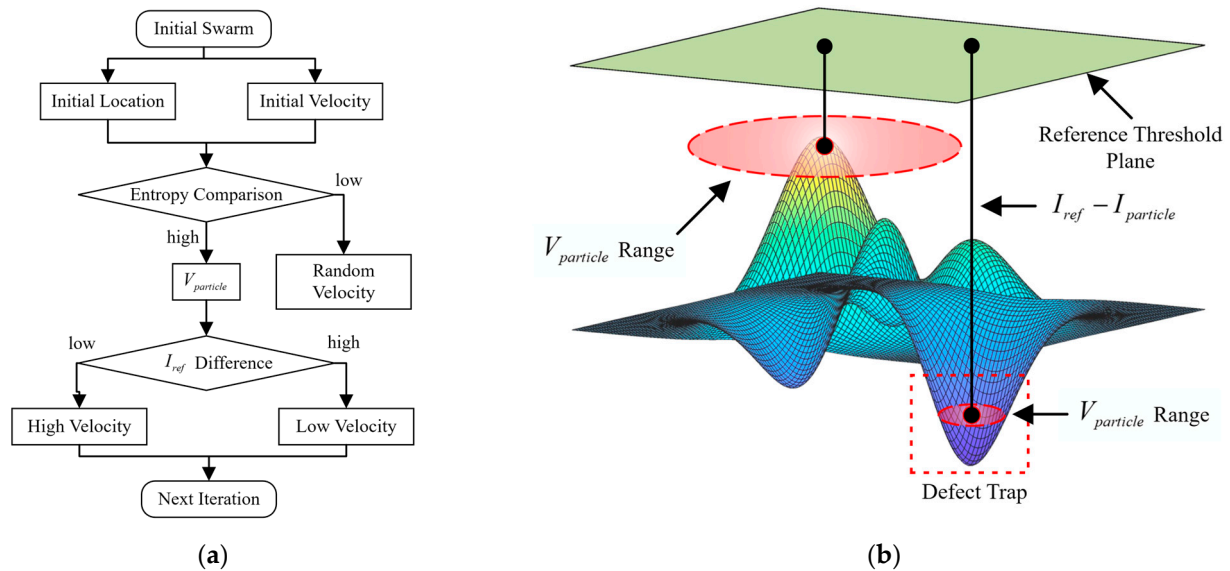 Initial Swarm
Initial Location
Initial Velocity
Entropy Comparison
low
high
V_particle
Random
Velocity
low
I_ref Difference
high
High Velocity
Low Velocity
Next Iteration
(a)
Reference Threshold
Plane
I_ref − I_particle
V_particle Range
V_particle Range
Defect Trap
(b)